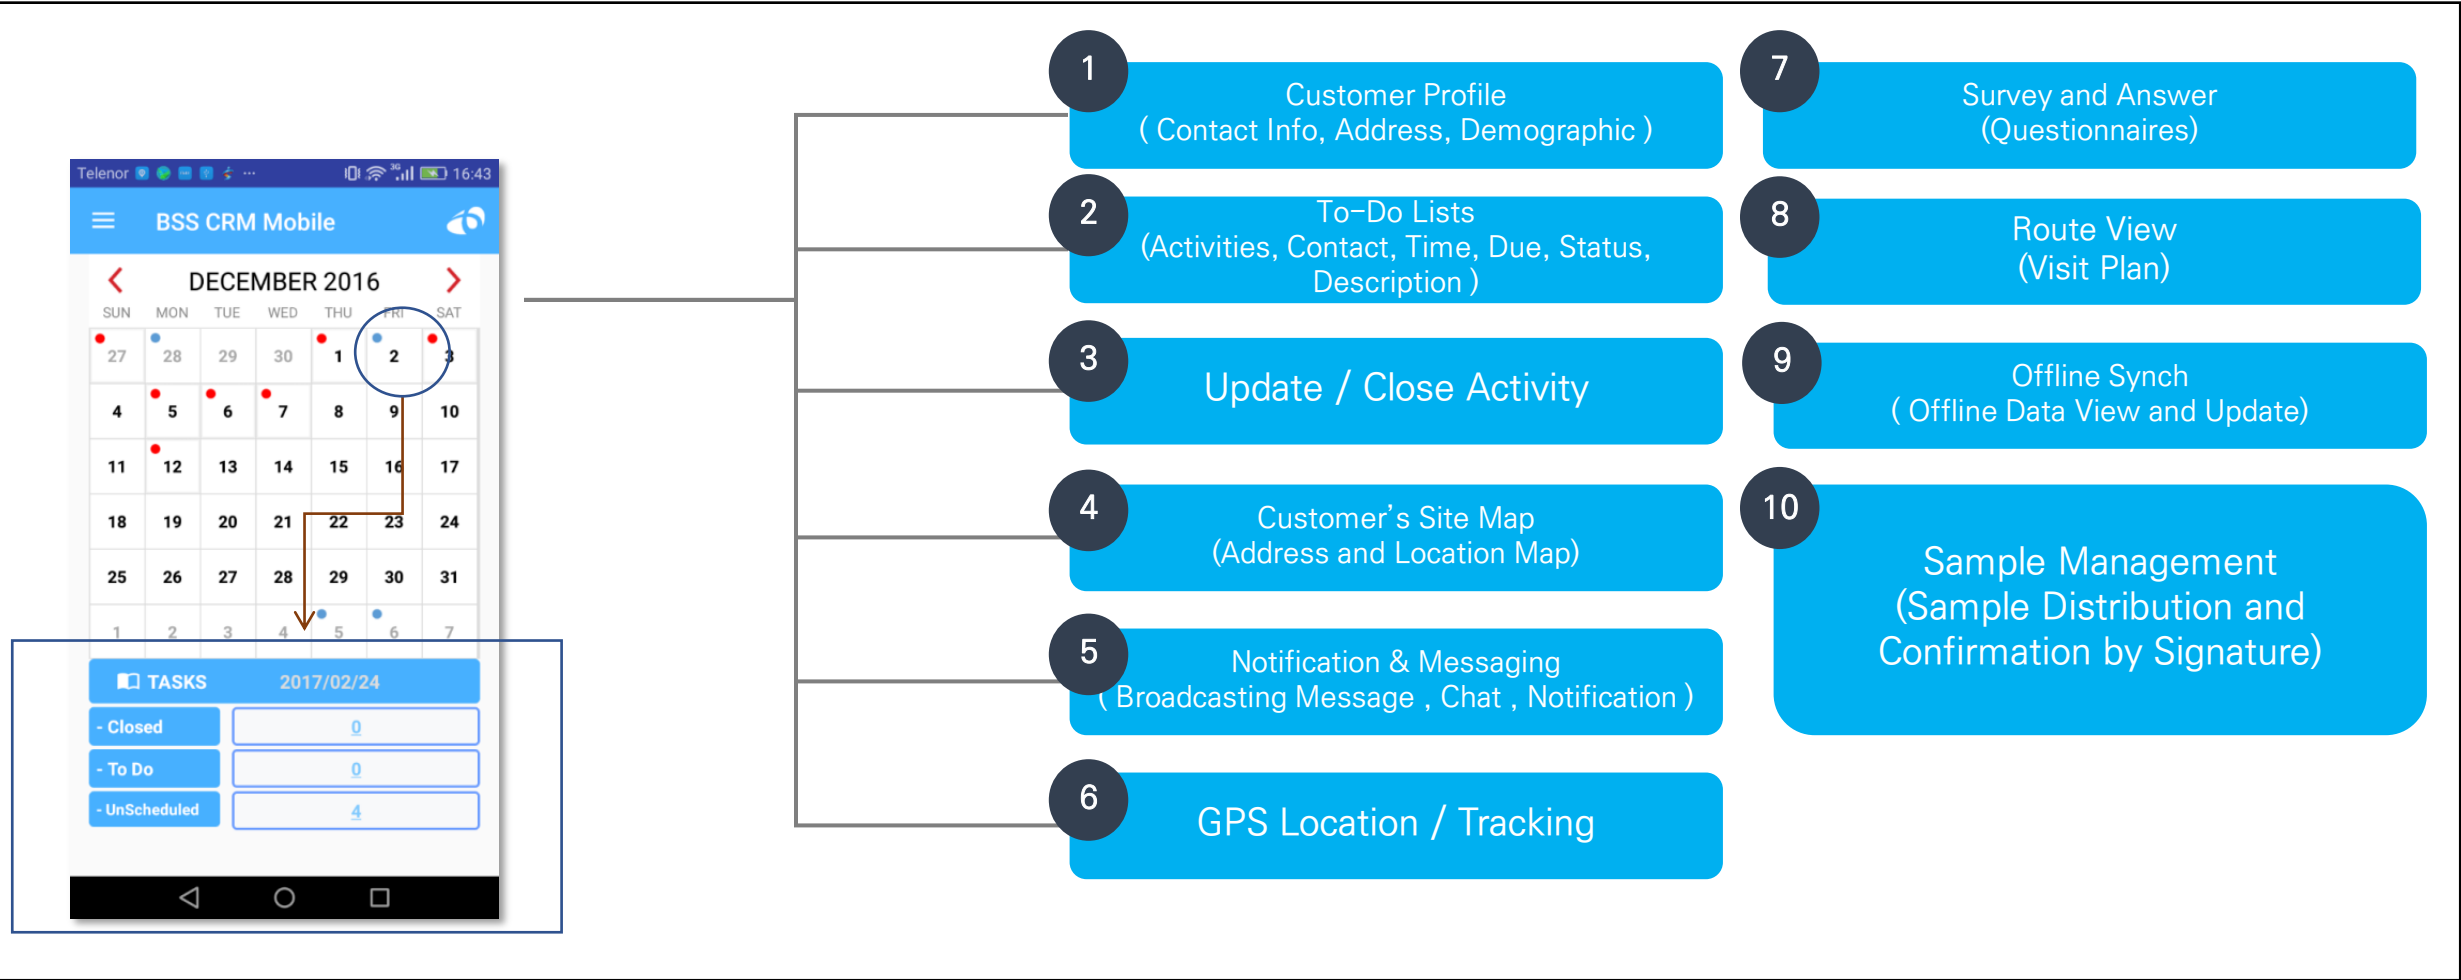 Telenor
3G
16:43
BSS CRM Mobile
DECEMBER 2016
SUN MON TUE WED THU FRI SAT
27 28 29 30 1 2 3
4 5 6 7 8 9 10
11 12 13 14 15 16 17
18 19 20 21 22 23 24
25 26 27 28 29 30 31
1 2 3 4 5 6 7
TASKS 2017/02/24
- Closed 0
- To Do 0
- UnScheduled 4
1
Customer Profile
( Contact Info, Address, Demographic )
2
To-Do Lists
(Activities, Contact, Time, Due, Status,
Description )
3
Update / Close Activity
4
Customer’s Site Map
(Address and Location Map)
5
Notification & Messaging
( Broadcasting Message , Chat , Notification )
6
GPS Location / Tracking
7
Survey and Answer
(Questionnaires)
8
Route View
(Visit Plan)
9
Offline Synch
( Offline Data View and Update)
10
Sample Management
(Sample Distribution and
Confirmation by Signature)